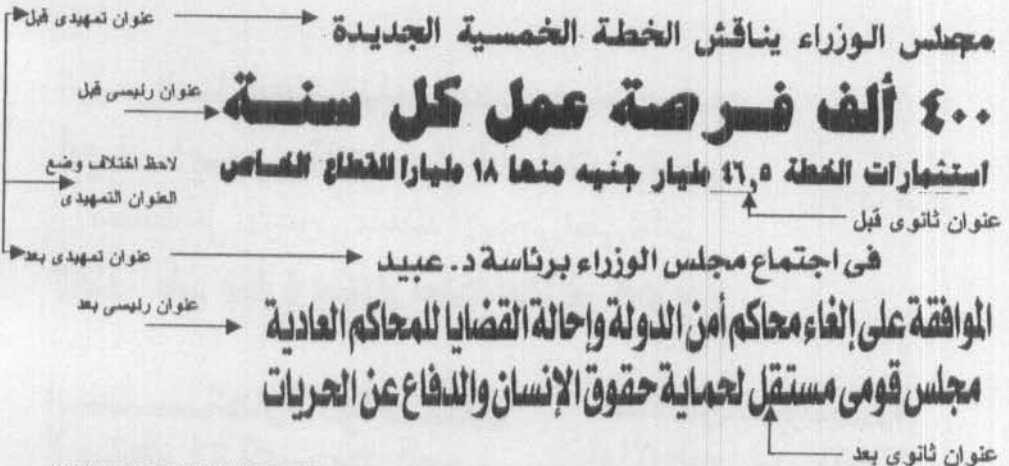 مجلس الوزراء يناقش الخطة الخمسية الجديدة
عنوان تمهيدى قبل
٤٠٠ ألف فرصة عمل كل سنة
عنوان رئيسى قبل
استثمارات الخطة ٤٦,٥ مليار جنيه منها ١٨ مليارا للقطاع الخاص
لاحظ اختلاف وضع
العنوان التمهيدى
عنوان ثانوى قبل
فى اجتماع مجلس الوزراء برئاسة د. عبيد
عنوان تمهيدى بعد
الموافقة على إلغاء محاكم أمن الدولة وإحالة القضايا للمحاكم العادية
عنوان رئيسى بعد
مجلس قومى مستقل لحماية حقوق الإنسان والدفاع عن الحريات
عنوان ثانوى بعد